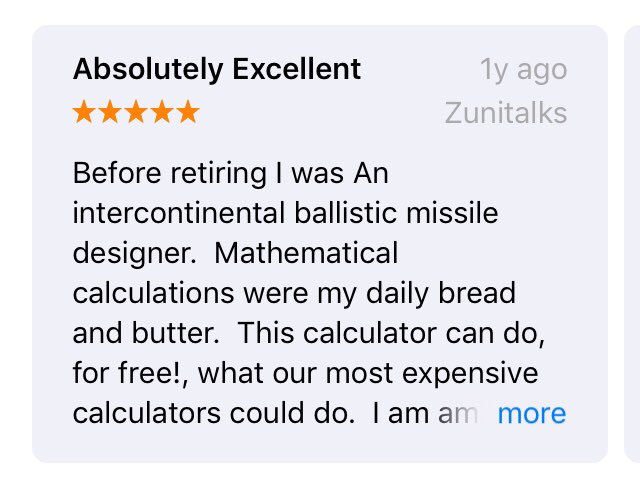 Absolutely Excellent 1y ago
★★★★★ Zunitalks
Before retiring I was An
intercontinental ballistic missile
designer.  Mathematical
calculations were my daily bread
and butter.  This calculator can do,
for free!, what our most expensive
calculators could do.  I am am more